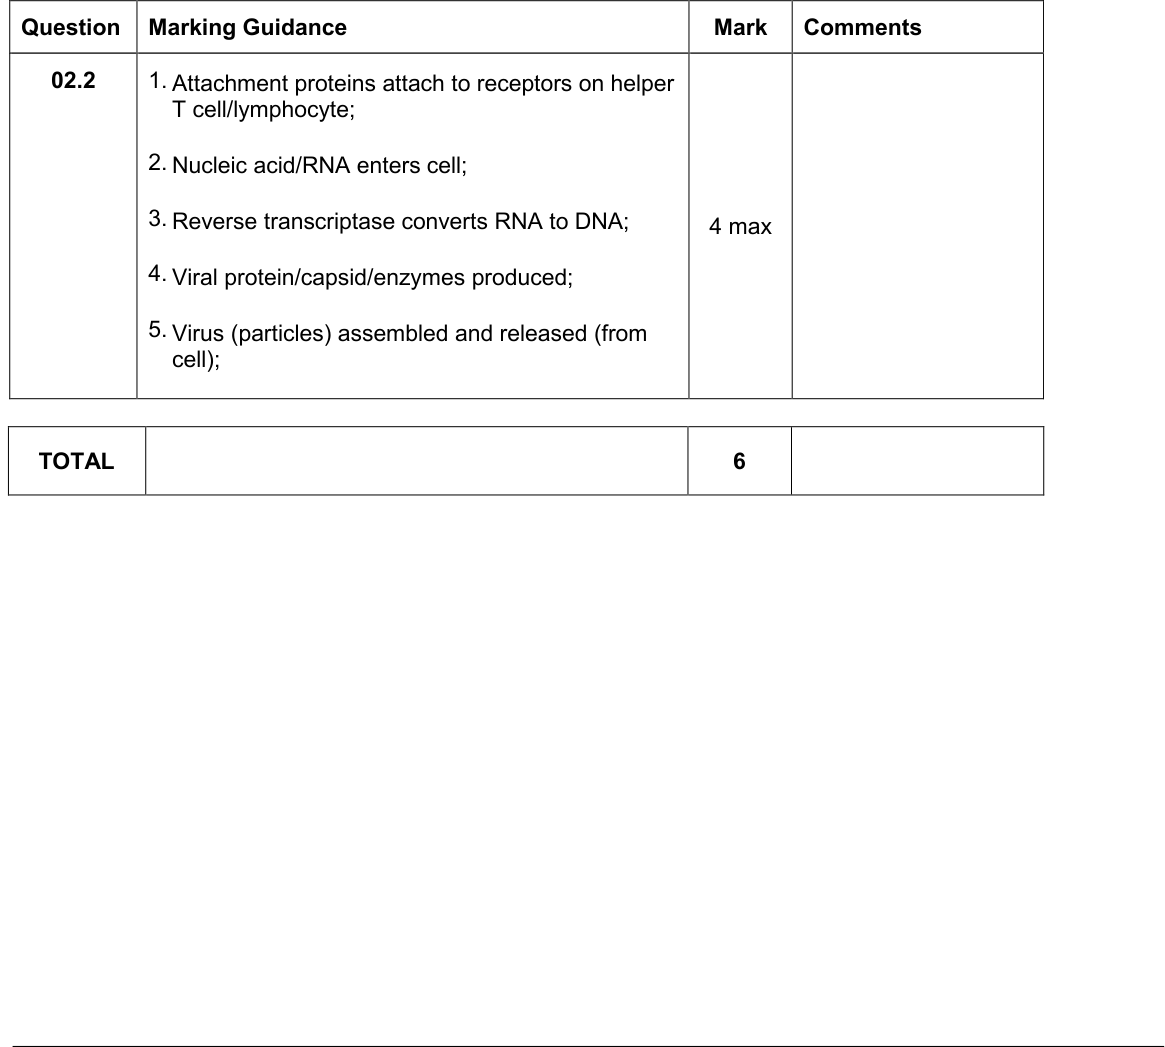 Question Marking Guidance Mark Comments
02.2 1. Attachment proteins attach to receptors on helper
T cell/lymphocyte;
2. Nucleic acid/RNA enters cell;
3. Reverse transcriptase converts RNA to DNA;
4 max
4. Viral protein/capsid/enzymes produced;
5. Virus (particles) assembled and released (from
cell);
TOTAL 6